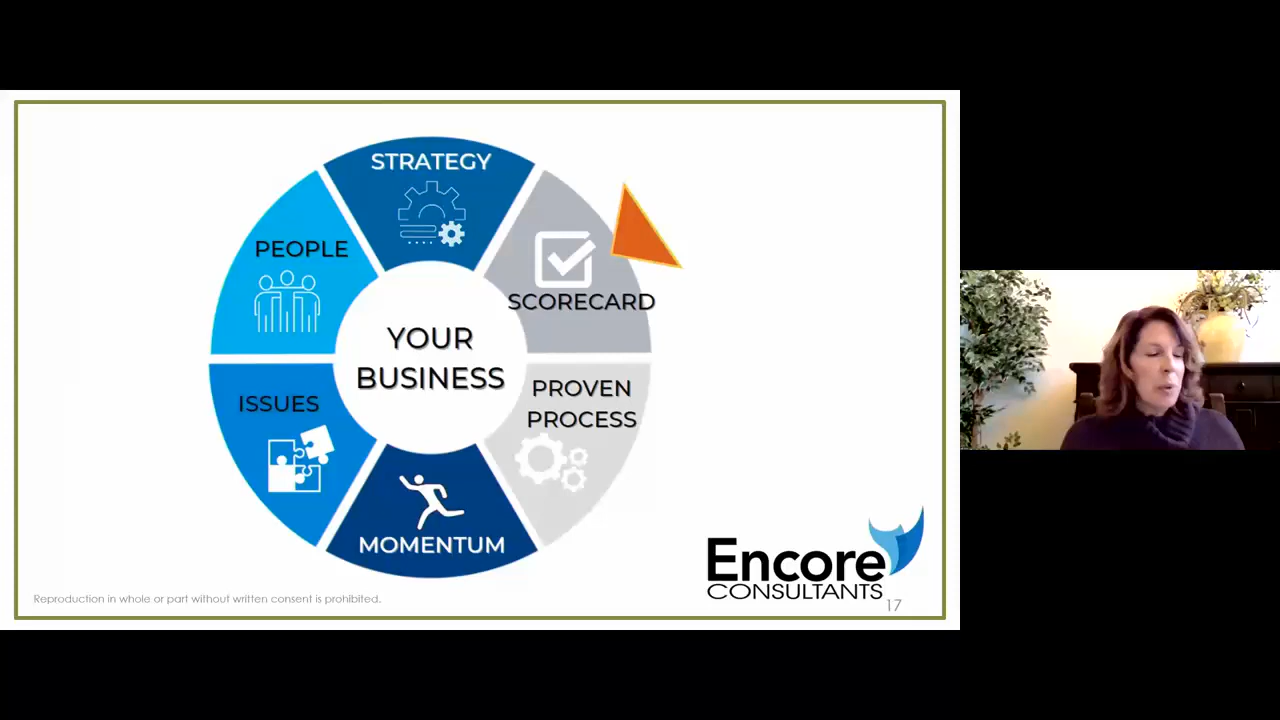 STRATEGY
PEOPLE
SCORECARD
YOUR
BUSINESS
ISSUES
PROVEN
PROCESS
MOMENTUM
Encore
CONSULTANTS
Reproduction in whole or part without written consent is prohibited.
17